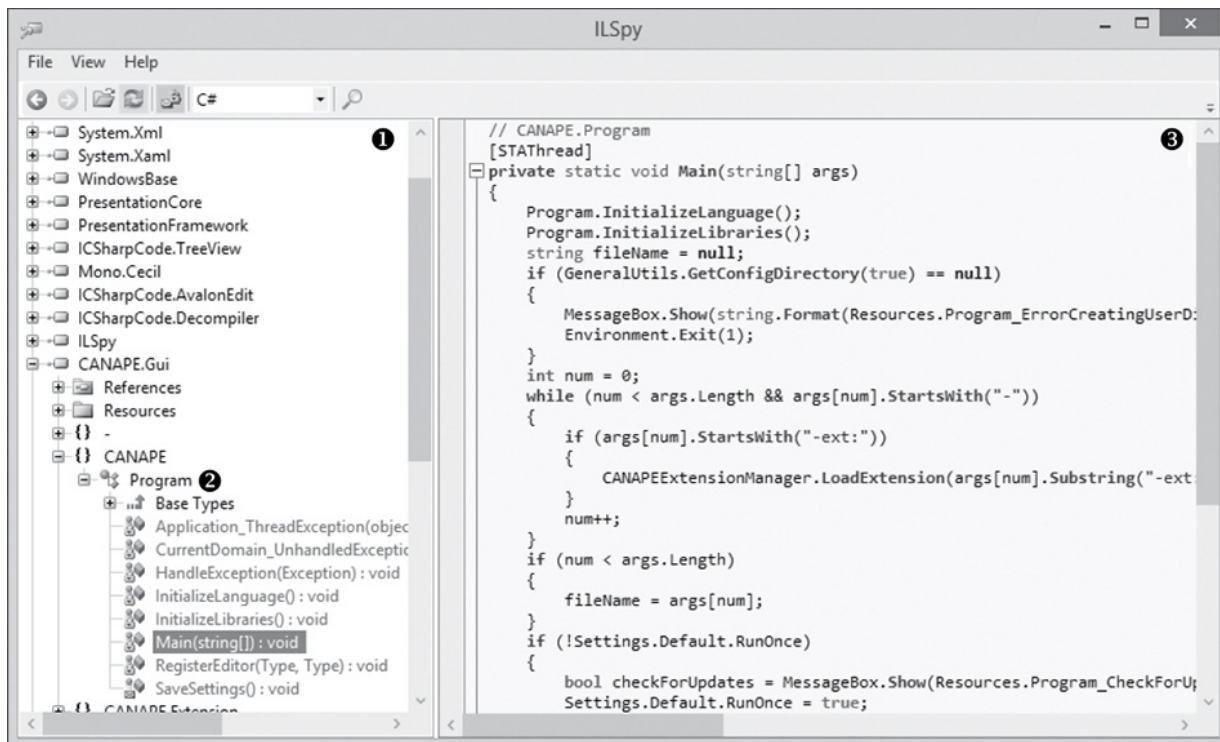 ILSpy
File View Help
C#
❶
System.Xml
System.Xaml
WindowsBase
PresentationCore
PresentationFramework
ICSharpCode.TreeView
Mono.Cecil
ICSharpCode.AvalonEdit
ICSharpCode.Decompiler
ILSpy
CANAPE.Gui
References
Resources
{} -
{} CANAPE
Program ❷
Base Types
Application_ThreadException(objec
CurrentDomain_UnhandledExceptic
HandleException(Exception) : void
InitializeLanguage() : void
InitializeLibraries() : void
Main(string[]) : void
RegisterEditor(Type, Type) : void
SaveSettings() : void
{} CANAPE.Extension
❸
// CANAPE.Program
[STAThread]
private static void Main(string[] args)
{
Program.InitializeLanguage();
Program.InitializeLibraries();
string fileName = null;
if (GeneralUtils.GetConfigDirectory(true) == null)
{
MessageBox.Show(string.Format(Resources.Program_ErrorCreatingUserDi
Environment.Exit(1);
}
int num = 0;
while (num < args.Length && args[num].StartsWith("-"))
{
if (args[num].StartsWith("-ext:"))
{
CANAPEExtensionManager.LoadExtension(args[num].Substring("-ext:
}
num++;
}
if (num < args.Length)
{
fileName = args[num];
}
if (!Settings.Default.RunOnce)
{
bool checkForUpdates = MessageBox.Show(Resources.Program_CheckForUp
Settings.Default.RunOnce = true;